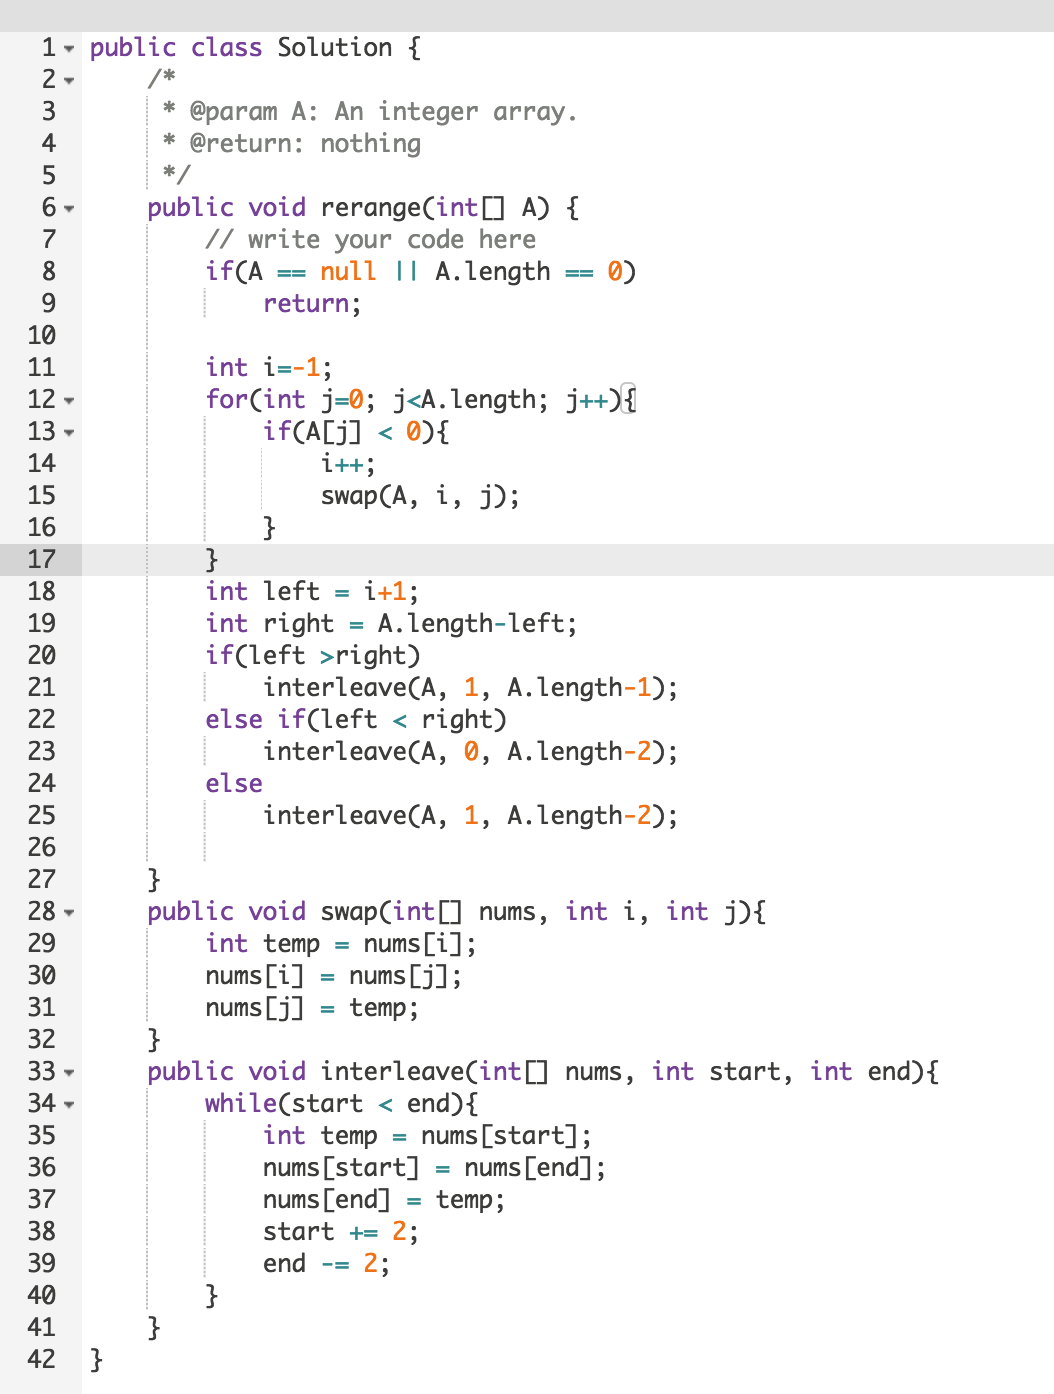 1 public class Solution {
2     /*
3      * @param A: An integer array.
4      * @return: nothing
5      */
6     public void rerange(int[] A) {
7         // write your code here
8         if(A == null || A.length == 0)
9             return;
10
11         int i=-1;
12         for(int j=0; j<A.length; j++){
13             if(A[j] < 0){
14                 i++;
15                 swap(A, i, j);
16             }
17         }
18         int left = i+1;
19         int right = A.length-left;
20         if(left >right)
21             interleave(A, 1, A.length-1);
22         else if(left < right)
23             interleave(A, 0, A.length-2);
24         else
25             interleave(A, 1, A.length-2);
26
27     }
28     public void swap(int[] nums, int i, int j){
29         int temp = nums[i];
30         nums[i] = nums[j];
31         nums[j] = temp;
32     }
33     public void interleave(int[] nums, int start, int end){
34         while(start < end){
35             int temp = nums[start];
36             nums[start] = nums[end];
37             nums[end] = temp;
38             start += 2;
39             end -= 2;
40         }
41     }
42 }